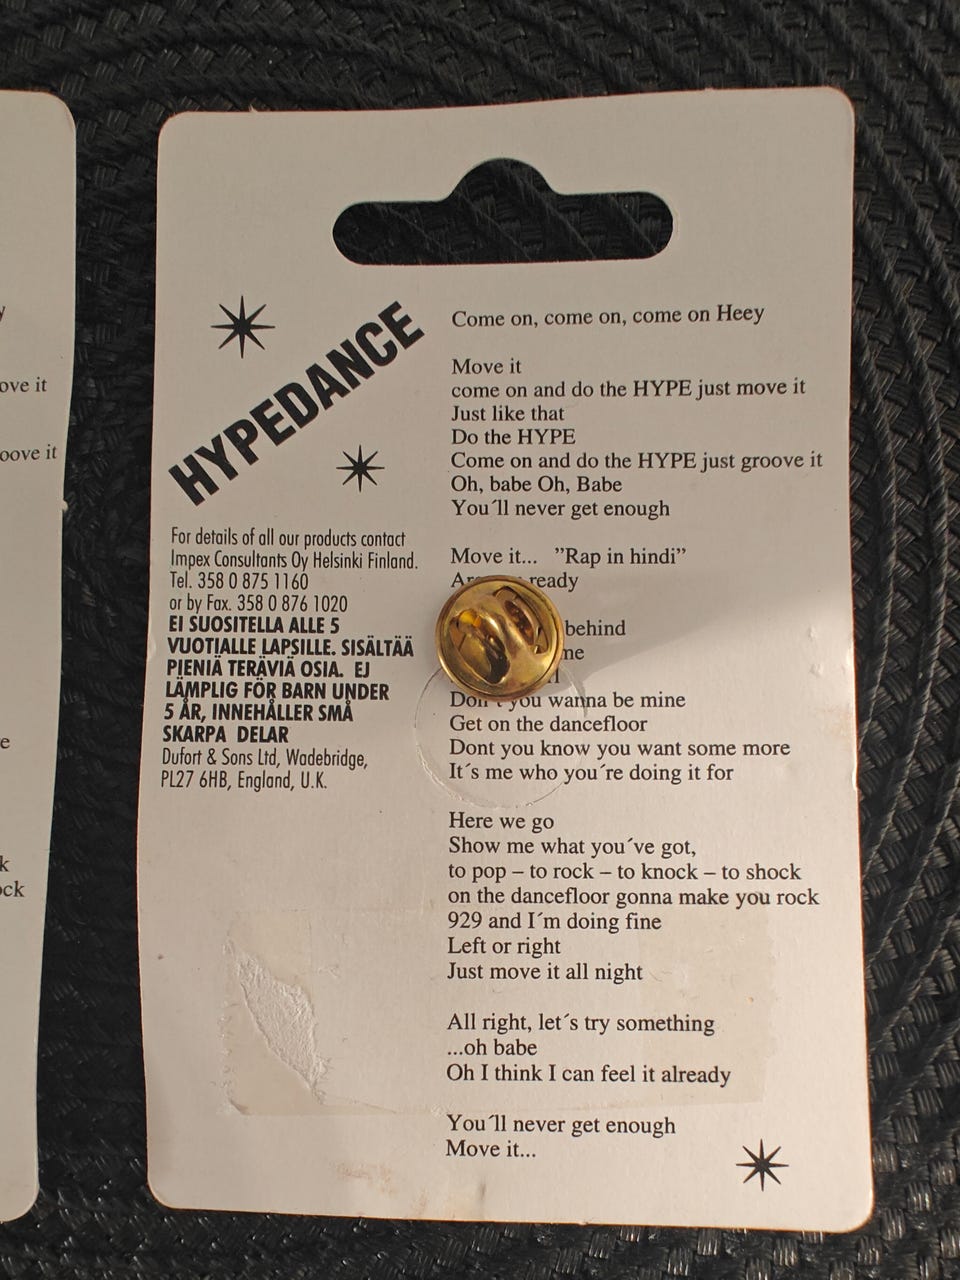 ove it
oove it
e
k
ock
HYPEDANCE
For details of all our products contact
Impex Consultants Oy Helsinki Finland.
Tel. 358 0 875 1160
or by Fax. 358 0 876 1020
EI SUOSITELLA ALLE 5
VUOTIALLE LAPSILLE. SISÄLTÄÄ
PIENIÄ TERÄVIÄ OSIA. EJ
LÄMPLIG FÖR BARN UNDER
5 ÅR, INNEHÅLLER SMÅ
SKARPA DELAR
Dufort & Sons Ltd, Wadebridge,
PL27 6HB, England, U.K.
Come on, come on, come on Heey
Move it
come on and do the HYPE just move it
Just like that
Do the HYPE
Come on and do the HYPE just groove it
Oh, babe Oh, Babe
You´ll never get enough
Move it... ”Rap in hindi”
ready
behind
me
Don´t you wanna be mine
Get on the dancefloor
Dont you know you want some more
It´s me who you´re doing it for
Here we go
Show me what you´ve got,
to pop – to rock – to knock – to shock
on the dancefloor gonna make you rock
929 and I´m doing fine
Left or right
Just move it all night
All right, let´s try something
...oh babe
Oh I think I can feel it already
You´ll never get enough
Move it...